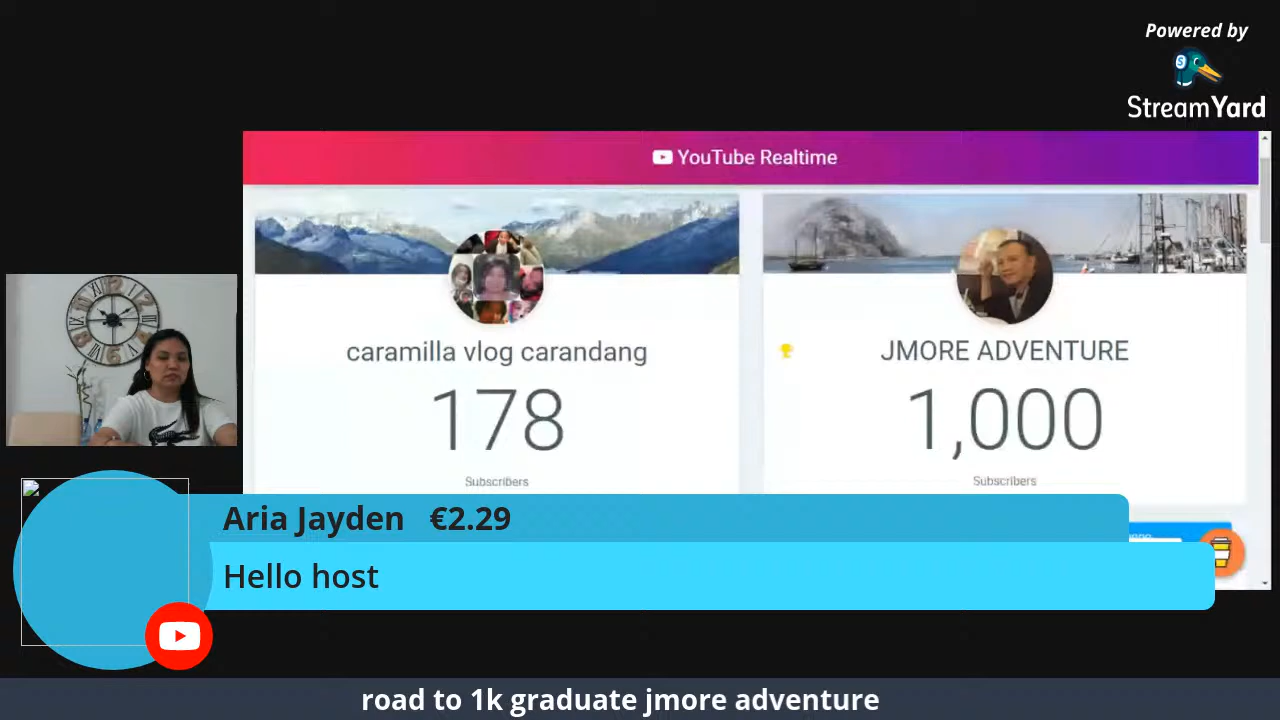 Powered by
StreamYard
YouTube Realtime
caramilla vlog carandang
178
Subscribers
JMORE ADVENTURE
1,000
Subscribers
Aria Jayden €2.29
Hello host
road to 1k graduate jmore adventure